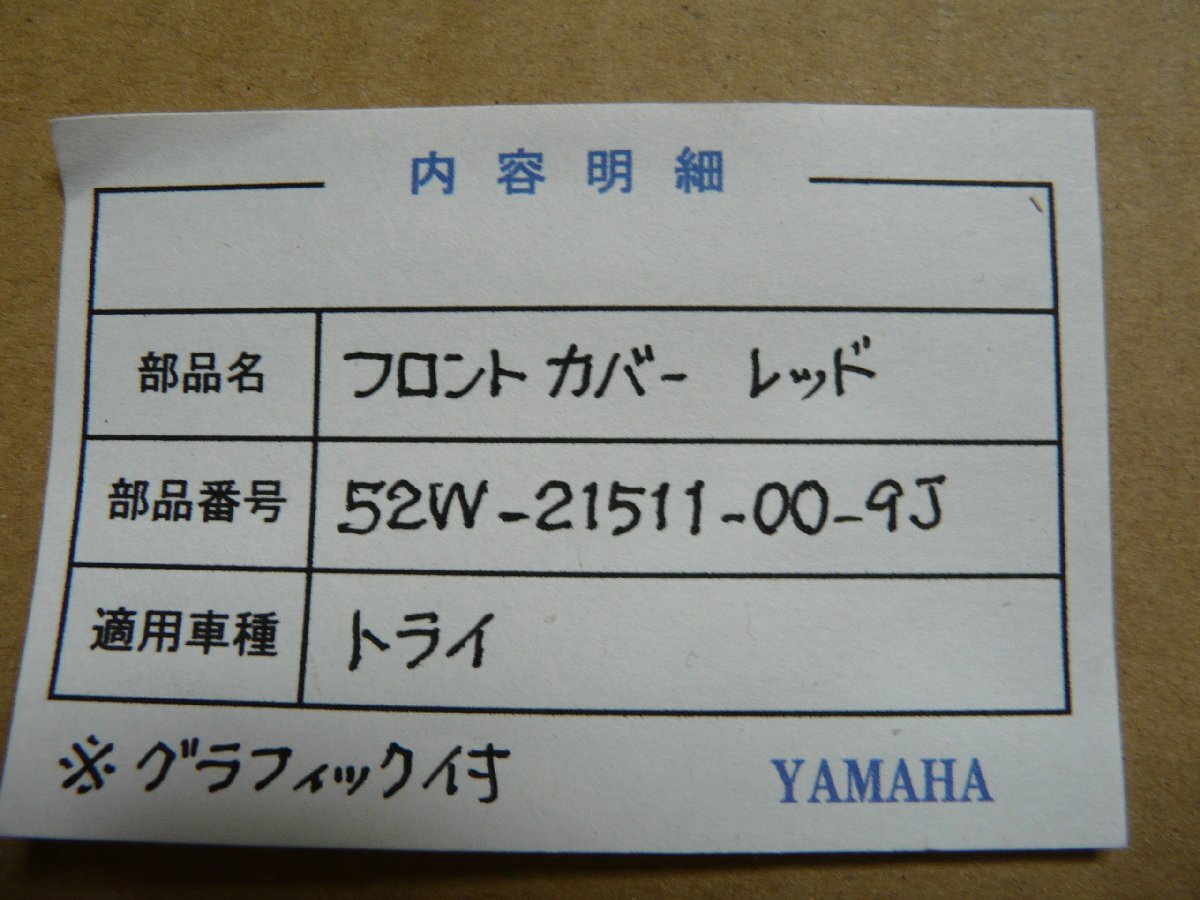 内容明細
部品名 フロントカバー レッド
部品番号 52W-21511-00-9J
適用車種 トライ
※グラフィック付
YAMAHA